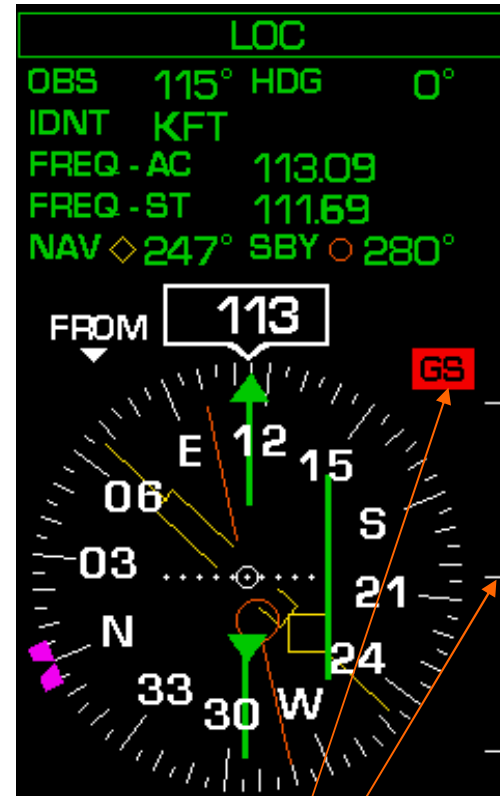 LOC
OBS 115° HDG 0°
IDNT KFT
FREQ - AC 113.09
FREQ - ST 111.69
NAV 247° SBY 280°
FROM 113
GS
E 12 15
06 S
03 21
N 24
33 30 W